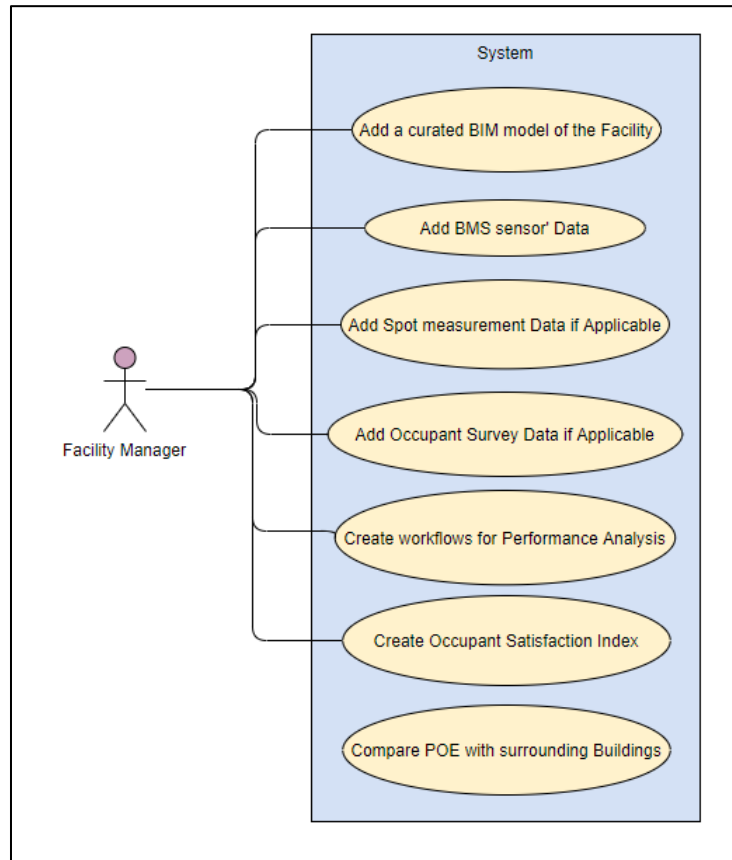 System
Add a curated BIM model of the Facility
Add BMS sensor' Data
Add Spot measurement Data if Applicable
Facility Manager
Add Occupant Survey Data if Applicable
Create workflows for Performance Analysis
Create Occupant Satisfaction Index
Compare POE with surrounding Buildings